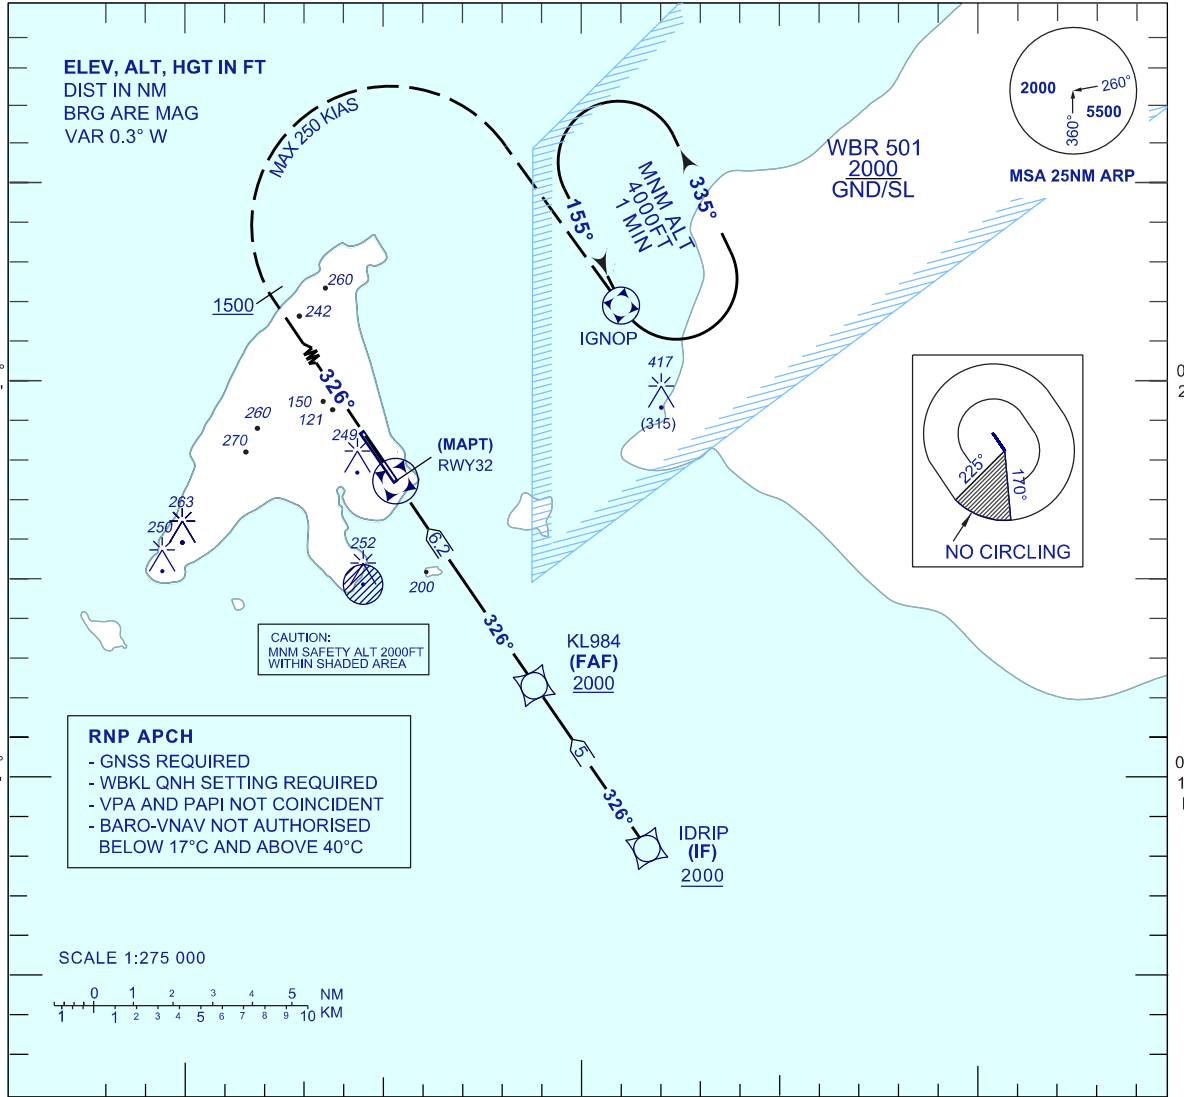 ELEV, ALT, HGT IN FT
DIST IN NM
BRG ARE MAG
VAR 0.3° W
MAX 250 KIAS
155°
MNM ALT
4000FT
1 MIN
335°
WBR 501
2000
GND/SL
2000
260°
5500
360°
MSA 25NM ARP
1500
260
242
IGNOP
326°
150
121
260
270
249
(MAPT)
RWY32
417
(315)
263
250
252
200
6.2
225°
170°
NO CIRCLING
CAUTION:
MNM SAFETY ALT 2000FT
WITHIN SHADED AREA
326°
KL984
(FAF)
2000
RNP APCH
- GNSS REQUIRED
- WBKL QNH SETTING REQUIRED
- VPA AND PAPI NOT COINCIDENT
- BARO-VNAV NOT AUTHORISED
BELOW 17°C AND ABOVE 40°C
5
326°
IDRIP
(IF)
2000
SCALE 1:275 000
0 1 2 3 4 5 NM
1 1 2 3 4 5 6 7 8 9 10 KM